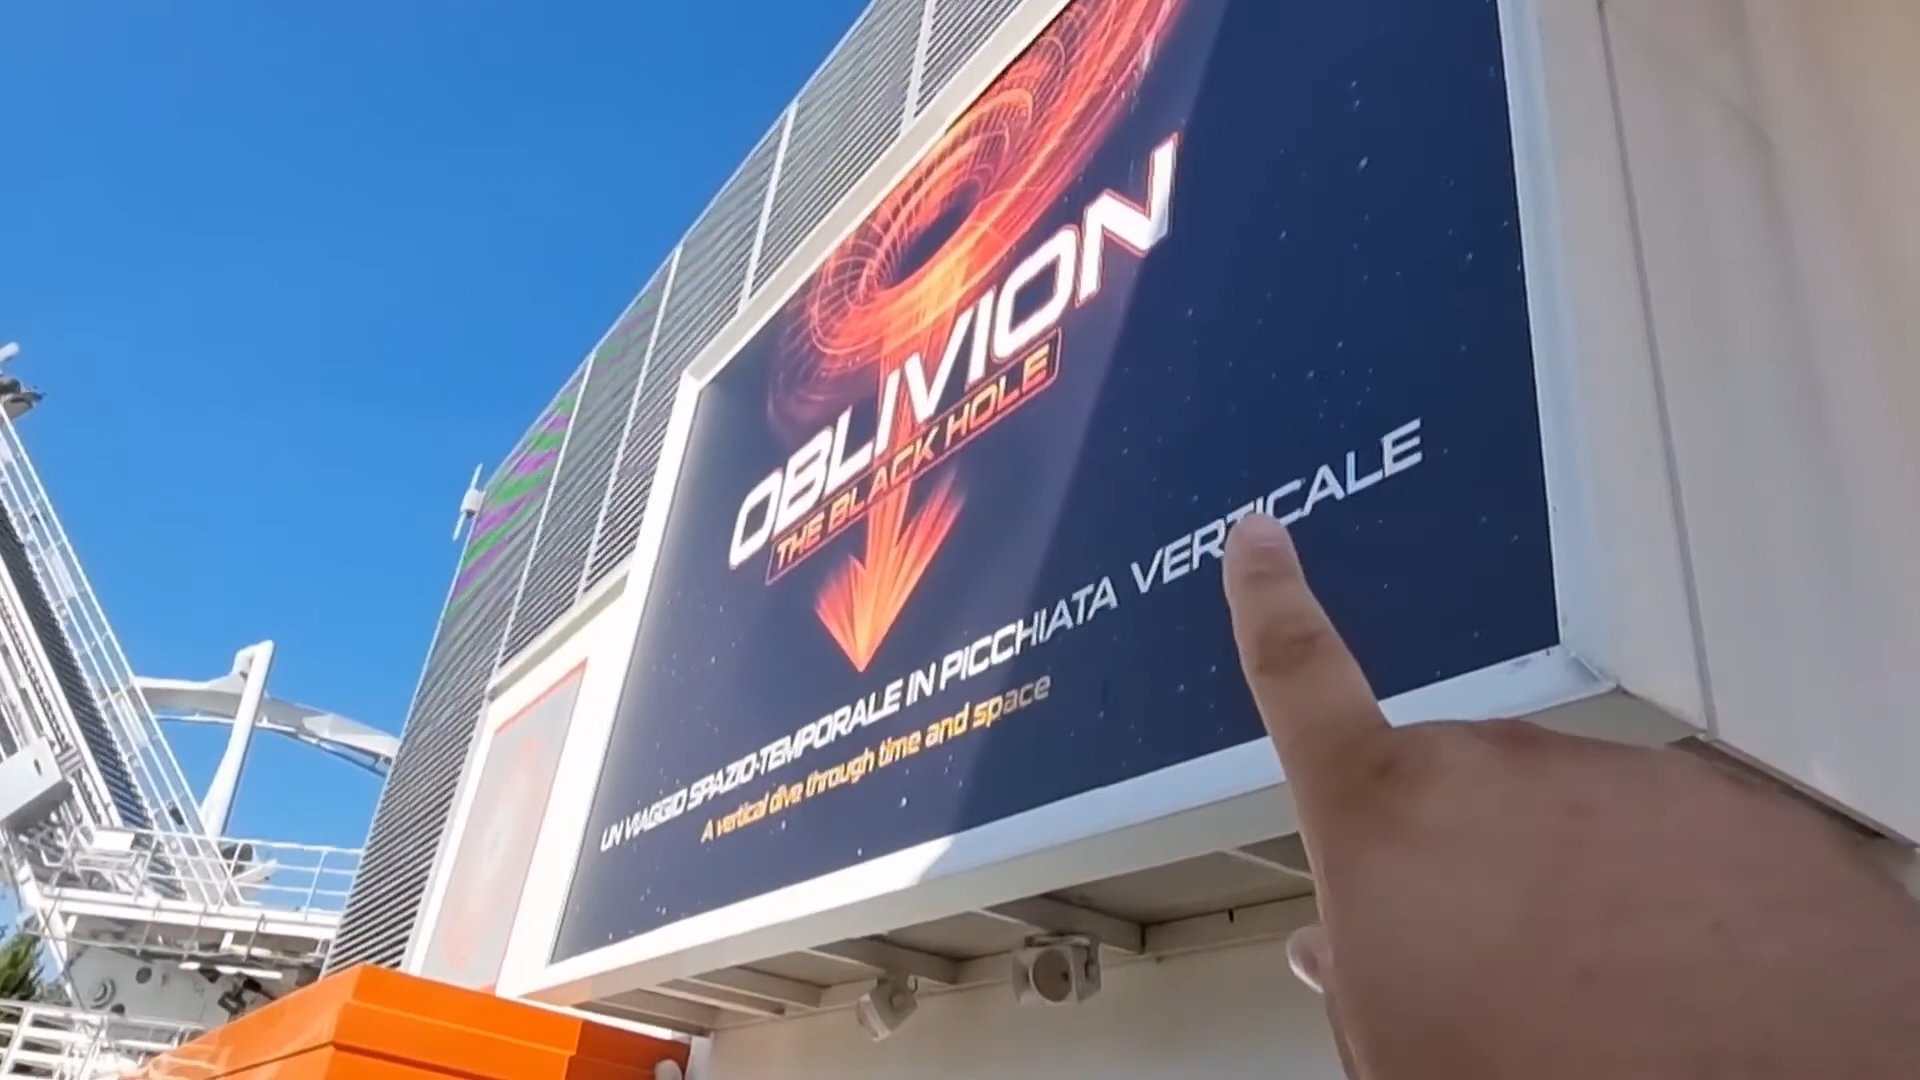 OBLIVION
THE BLACK HOLE
UN VIAGGIO SPAZIO-TEMPORALE IN PICCHIATA VERTICALE
A vertical dive through time and space